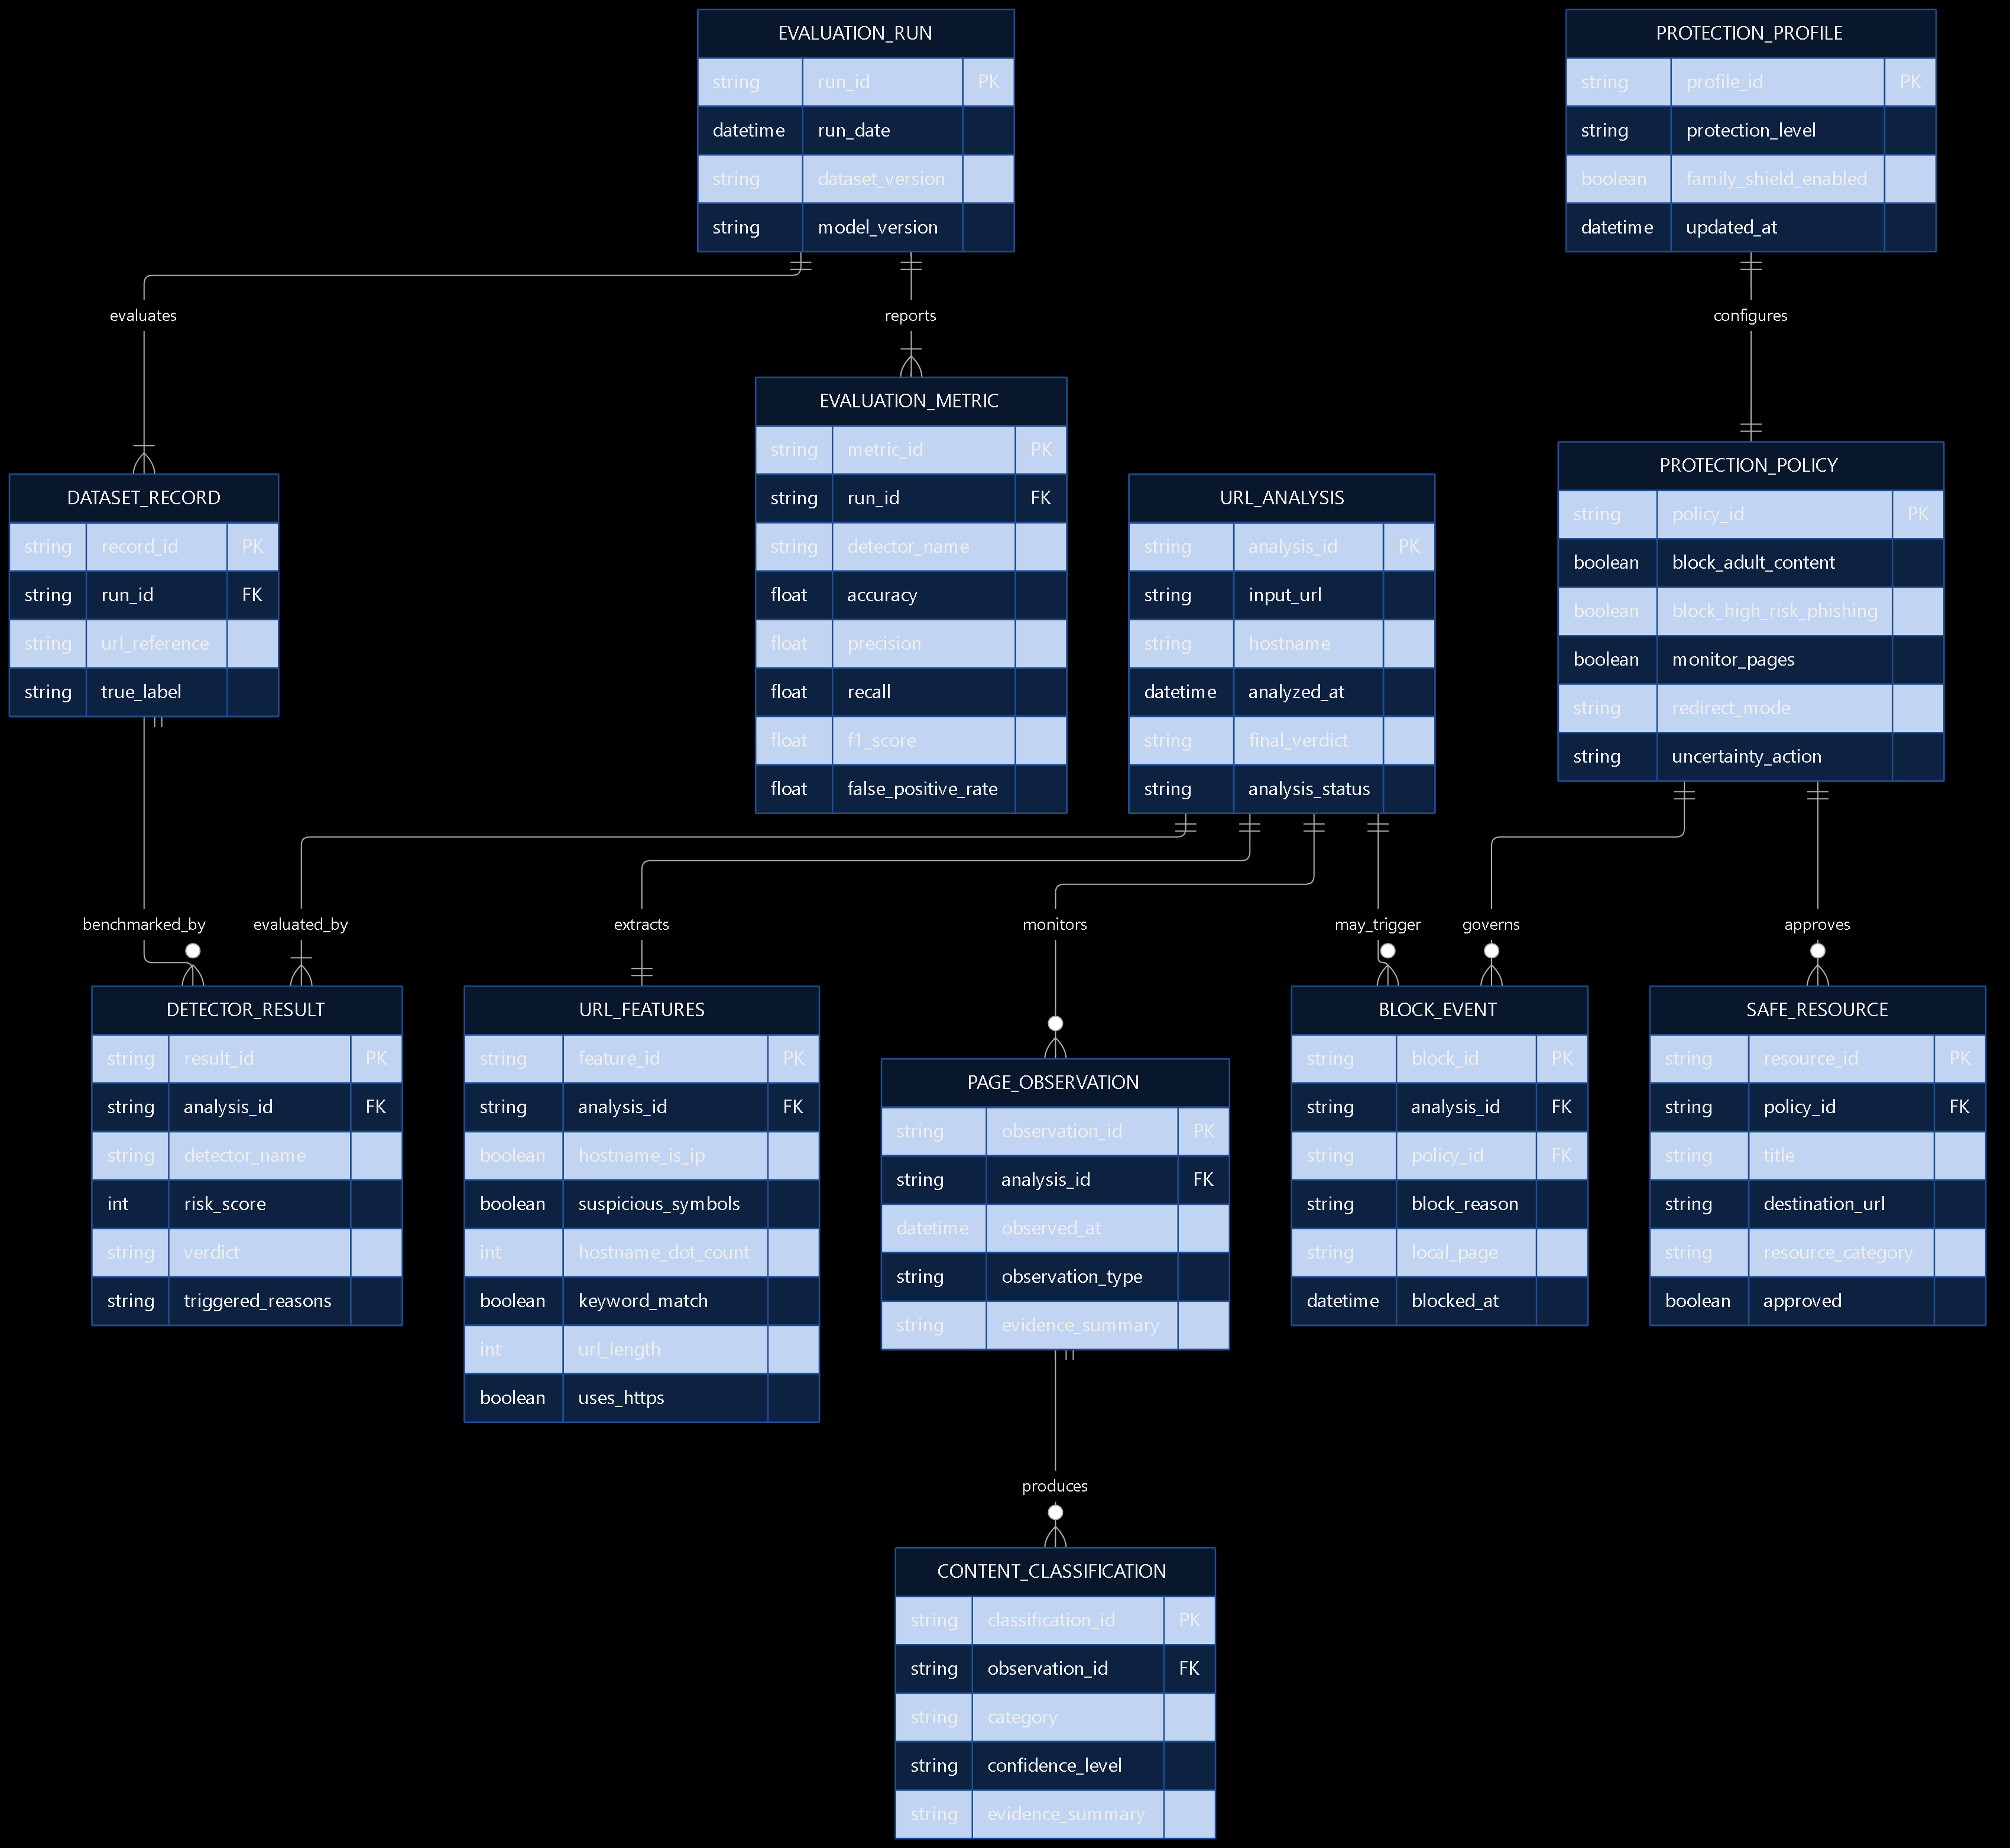 EVALUATION_RUN
string run_id PK
datetime run_date
string dataset_version
string model_version
PROTECTION_PROFILE
string profile_id PK
string protection_level
boolean family_shield_enabled
datetime updated_at
evaluates
reports
configures
EVALUATION_METRIC
string metric_id PK
string run_id FK
string detector_name
float accuracy
float precision
float recall
float f1_score
float false_positive_rate
PROTECTION_POLICY
string policy_id PK
boolean block_adult_content
boolean block_high_risk_phishing
boolean monitor_pages
string redirect_mode
string uncertainty_action
DATASET_RECORD
string record_id PK
string run_id FK
string url_reference
string true_label
URL_ANALYSIS
string analysis_id PK
string input_url
string hostname
datetime analyzed_at
string final_verdict
string analysis_status
benchmarked_by
evaluated_by
extracts
monitors
may_trigger
governs
approves
DETECTOR_RESULT
string result_id PK
string analysis_id FK
string detector_name
int risk_score
string verdict
string triggered_reasons
URL_FEATURES
string feature_id PK
string analysis_id FK
boolean hostname_is_ip
boolean suspicious_symbols
int hostname_dot_count
boolean keyword_match
int url_length
boolean uses_https
PAGE_OBSERVATION
string observation_id PK
string analysis_id FK
datetime observed_at
string observation_type
string evidence_summary
BLOCK_EVENT
string block_id PK
string analysis_id FK
string policy_id FK
string block_reason
string local_page
datetime blocked_at
SAFE_RESOURCE
string resource_id PK
string policy_id FK
string title
string destination_url
string resource_category
boolean approved
produces
CONTENT_CLASSIFICATION
string classification_id PK
string observation_id FK
string category
string confidence_level
string evidence_summary